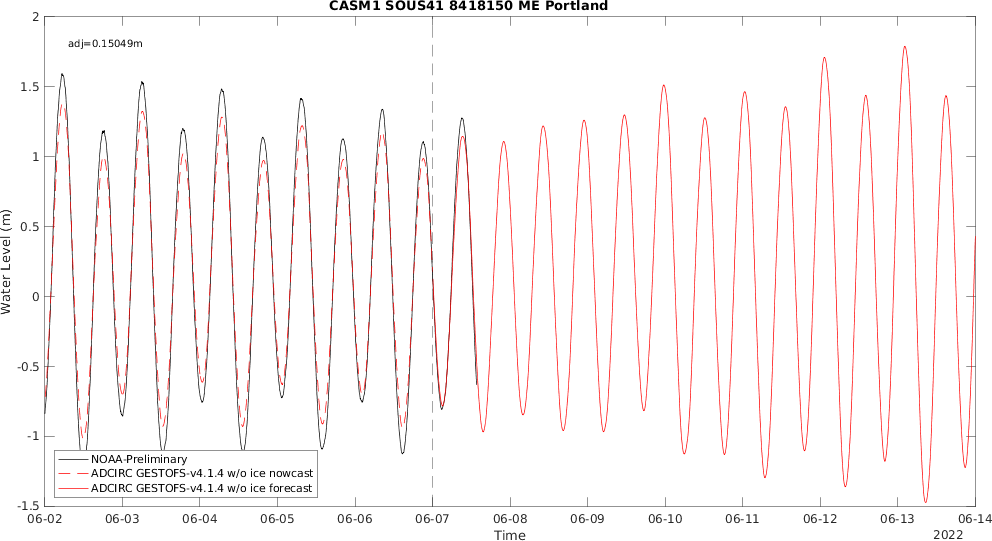 CASM1 SOUS41 8418150 ME Portland
adj=0.15049m
2
1.5
1
0.5
0
-0.5
-1
-1.5
Water Level (m)
NOAA-Preliminary
ADCIRC GESTOFS-v4.1.4 w/o ice nowcast
ADCIRC GESTOFS-v4.1.4 w/o ice forecast
06-02 06-03 06-04 06-05 06-06 06-07 06-08 06-09 06-10 06-11 06-12 06-13 06-14
Time
2022